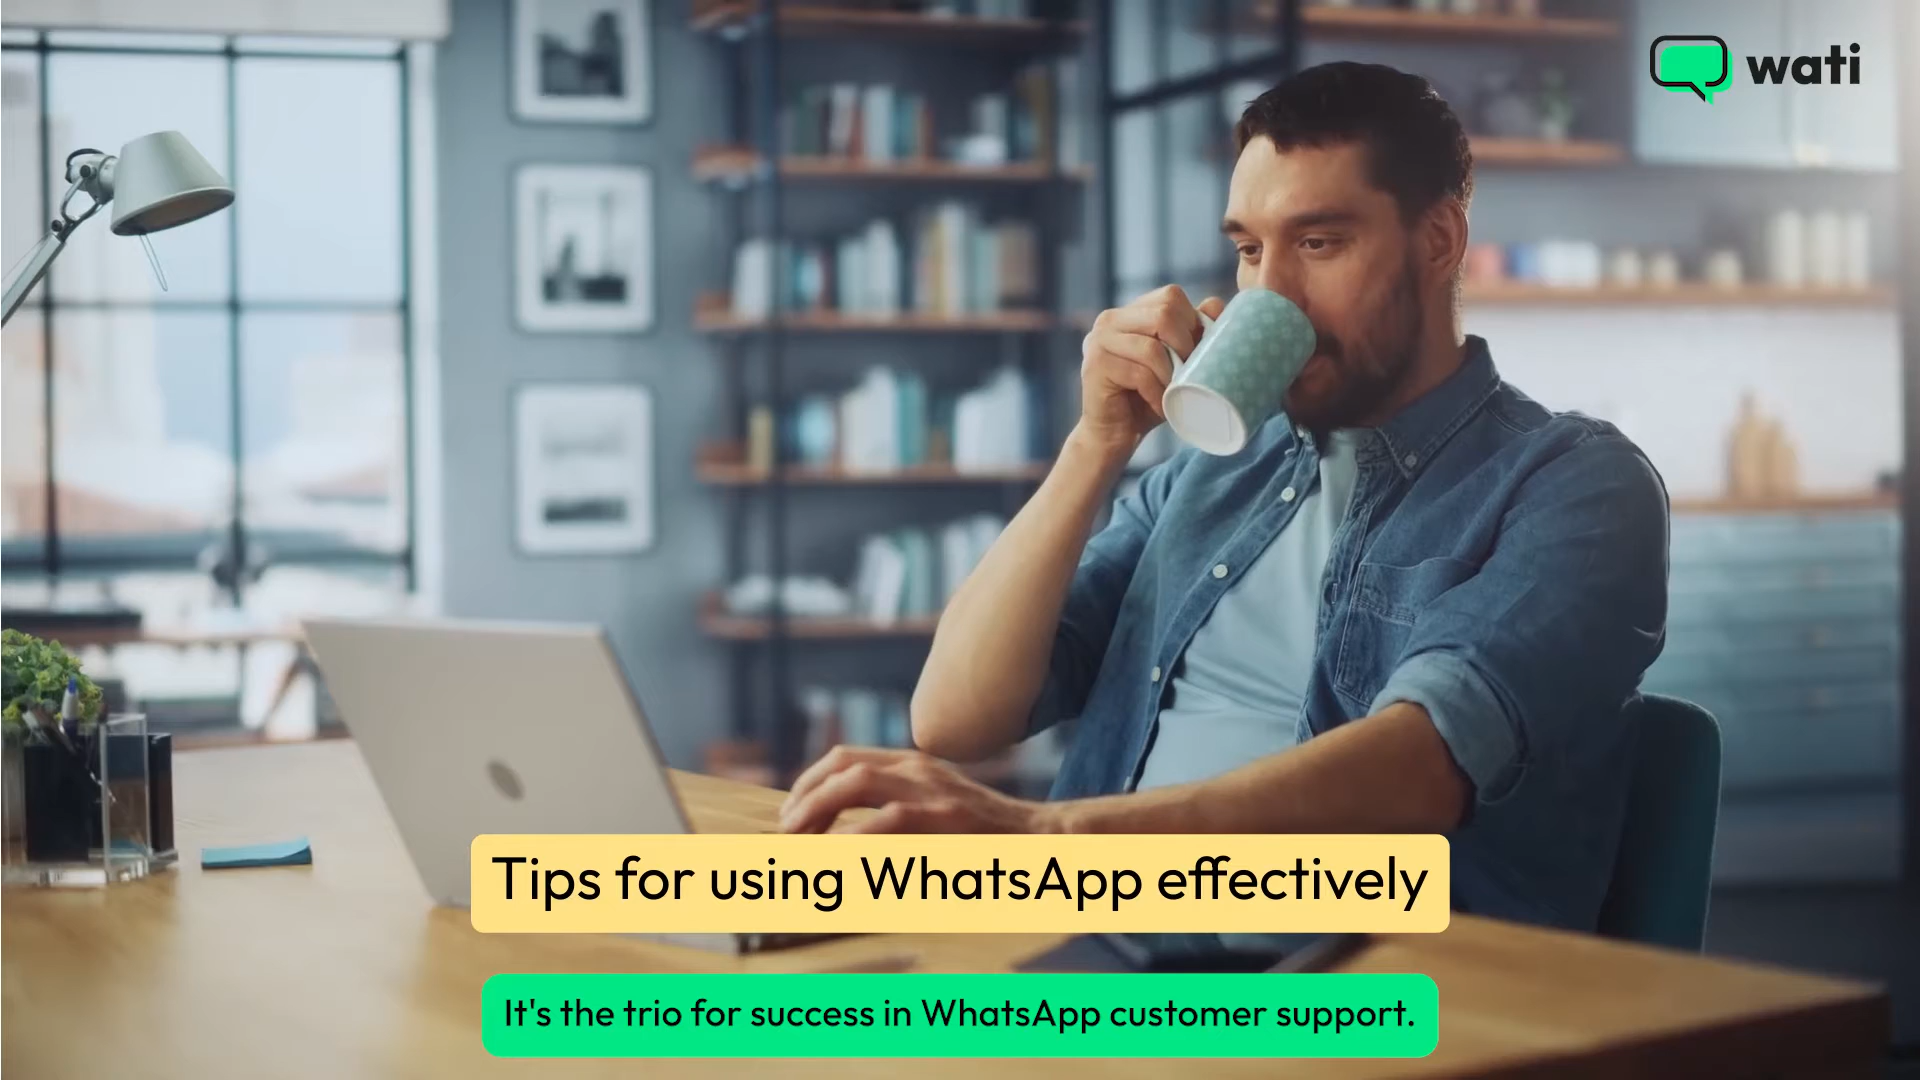 wati
Tips for using WhatsApp effectively
It's the trio for success in WhatsApp customer support.